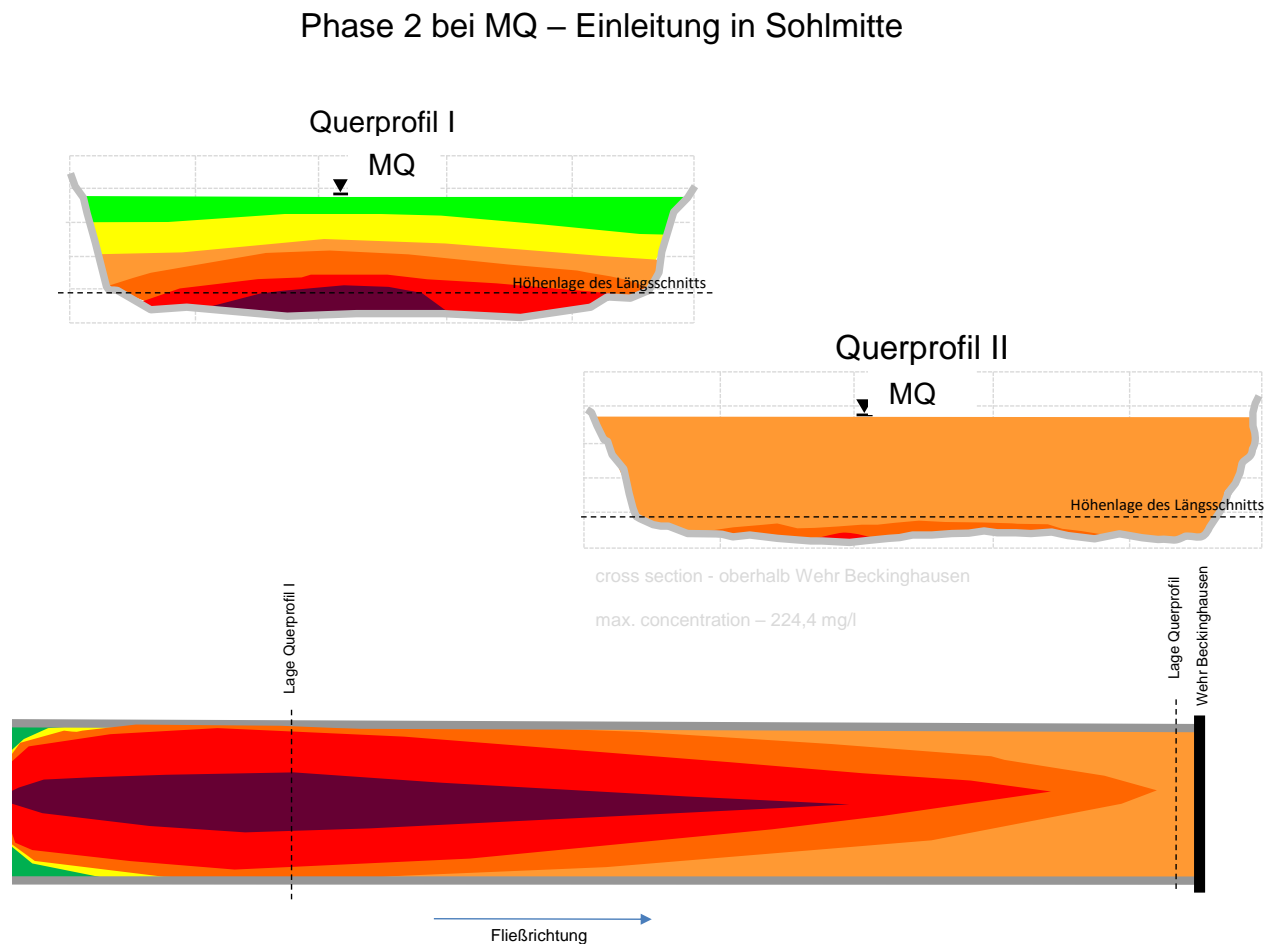 Phase 2 bei MQ – Einleitung in Sohlmitte
Querprofil I
MQ
Höhenlage des Längsschnitts
Querprofil II
MQ
Höhenlage des Längsschnitts
cross section - oberhalb Wehr Beckinghausen
max. concentration – 224,4 mg/l
Lage Querprofil I
Lage Querprofil
Wehr Beckinghausen
Fließrichtung